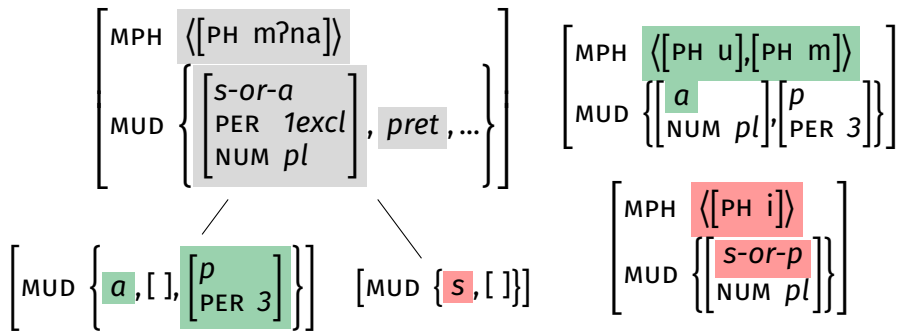 MPH ⟨[PH mʔna]⟩
MUD {[s-or-a
PER 1excl
NUM pl], pret, ...}
[MUD {a, [ ], [p
PER 3]}]
[MUD {s, [ ]}]
MPH ⟨[PH u],[PH m]⟩
MUD {[a
NUM pl],[p
PER 3]}
MPH ⟨[PH i]⟩
MUD {[s-or-p
NUM pl]}